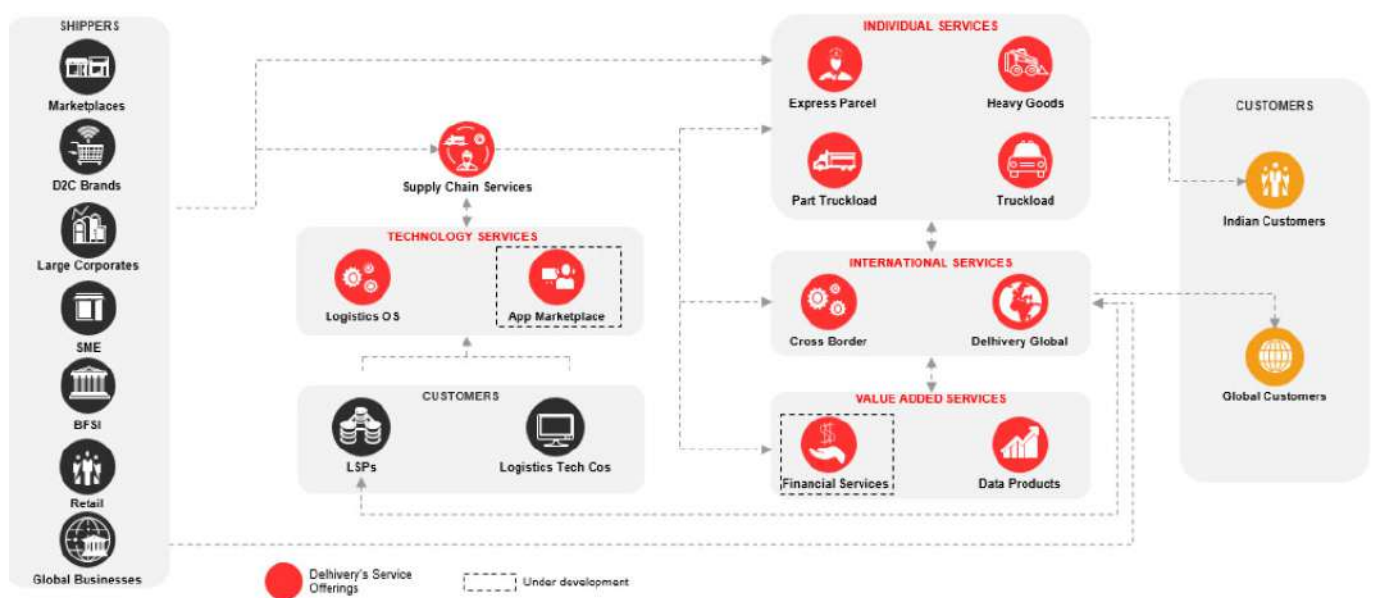 SHIPPERS
Marketplaces
D2C Brands
Large Corporates
SME
BFSI
Retail
Global Businesses
Supply Chain Services
TECHNOLOGY SERVICES
Logistics OS
App Marketplace
CUSTOMERS
LSPs
Logistics Tech Cos
INDIVIDUAL SERVICES
Express Parcel
Heavy Goods
Part Truckload
Truckload
INTERNATIONAL SERVICES
Cross Border
Delhivery Global
VALUE ADDED SERVICES
Financial Services
Data Products
CUSTOMERS
Indian Customers
Global Customers
Delhivery's Service
Offerings
Under development